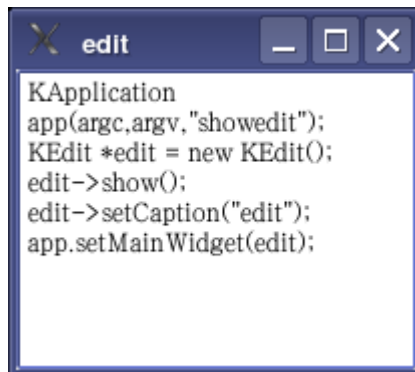 edit
KApplication
app(argc,argv,"showedit");
KEdit *edit = new KEdit();
edit->show();
edit->setCaption("edit");
app.setMainWidget(edit);